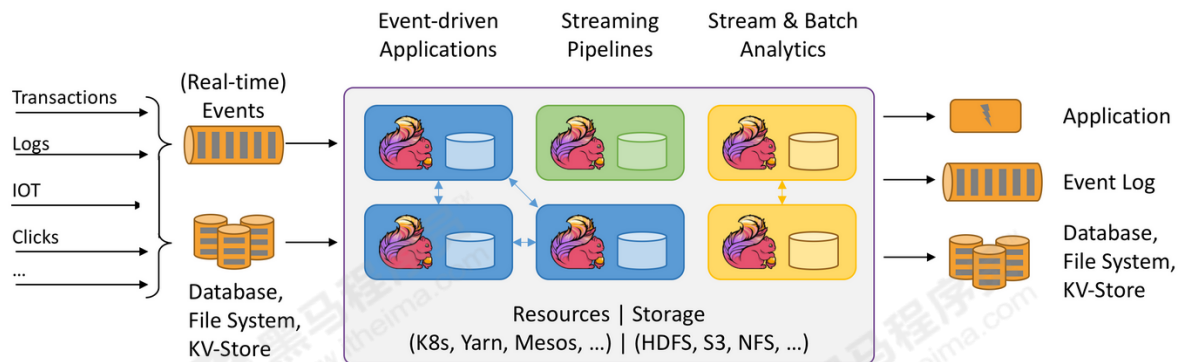 Event-driven
Applications
Streaming
Pipelines
Stream & Batch
Analytics
Transactions
Logs
IOT
Clicks
...
(Real-time)
Events
Database,
File System,
KV-Store
Resources | Storage
(K8s, Yarn, Mesos, ...) | (HDFS, S3, NFS, ...)
Application
Event Log
Database,
File System,
KV-Store